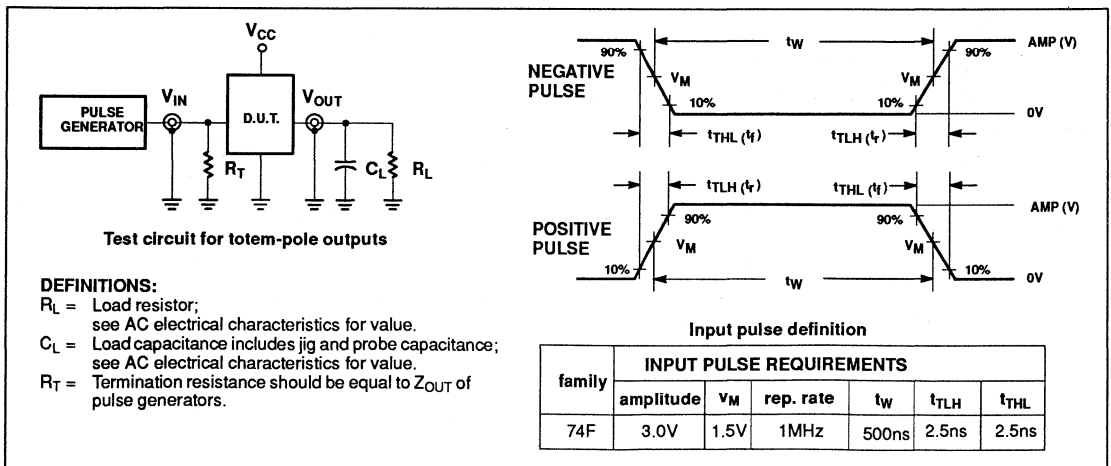 VCC
PULSE
GENERATOR
VIN
D.U.T.
VOUT
RT
CL
RL
Test circuit for totem-pole outputs
DEFINITIONS:
RL = Load resistor;
see AC electrical characteristics for value.
CL = Load capacitance includes jig and probe capacitance;
see AC electrical characteristics for value.
RT = Termination resistance should be equal to ZOUT of
pulse generators.
NEGATIVE
PULSE
90%
tW
90%
AMP (V)
VM
VM
10%
10%
0V
tTHL (tf)
tTLH (tr)
tTLH (tr)
tTHL (tf)
POSITIVE
PULSE
90%
90%
AMP (V)
VM
VM
10%
tW
10%
0V
Input pulse definition
family INPUT PULSE REQUIREMENTS
amplitude VM rep. rate tW tTLH tTHL
74F 3.0V 1.5V 1MHz 500ns 2.5ns 2.5ns